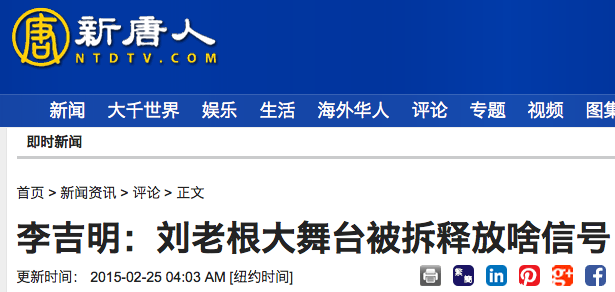 唐 新唐人
NTDTV.COM
新闻 大千世界 娱乐 生活 海外华人 评论 专题 视频 图集
即时新闻
首页 > 新闻资讯 > 评论 > 正文
李吉明：刘老根大舞台被拆释放啥信号
更新时间： 2015-02-25 04:03 AM [纽约时间] 繁 簡 in g+ f